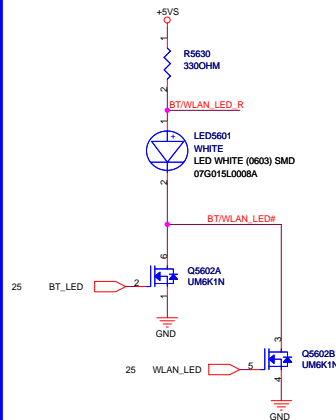 +5VS
1
R5630
330OHM
2
BT/WLAN_LED_R
1
+
LED5601
WHITE
LED WHITE (0603) SMD
07G015L0008A
2
BT/WLAN_LED#
6
Q5602A
UM6K1N
25 BT_LED 2
1
GND
3
Q5602B
UM6K1N
25 WLAN_LED 5
4
GND